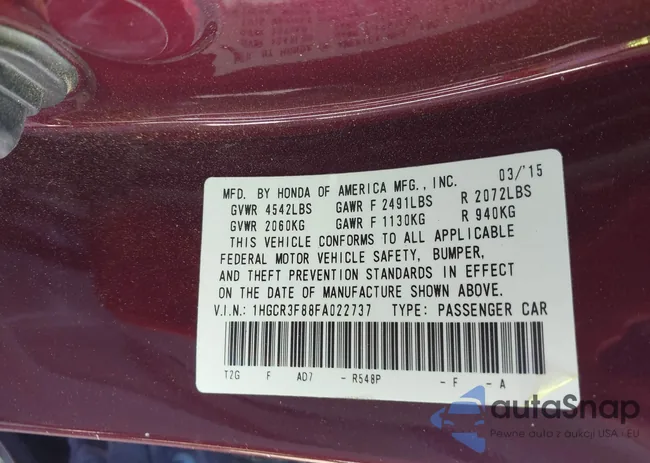 MFD. BY HONDA OF AMERICA MFG., INC. 03/'15
GVWR 4542LBS GAWR F 2491LBS R 2072LBS
GVWR 2060KG GAWR F 1130KG R 940KG
THIS VEHICLE CONFORMS TO ALL APPLICABLE
FEDERAL MOTOR VEHICLE SAFETY, BUMPER,
AND THEFT PREVENTION STANDARDS IN EFFECT
ON THE DATE OF MANUFACTURE SHOWN ABOVE.
V.I.N.: 1HGCR3F88FA022737 TYPE: PASSENGER CAR
T2G F AD7 - R548P - F - A
autaSnap
Pewne auta z aukcji USA i EU